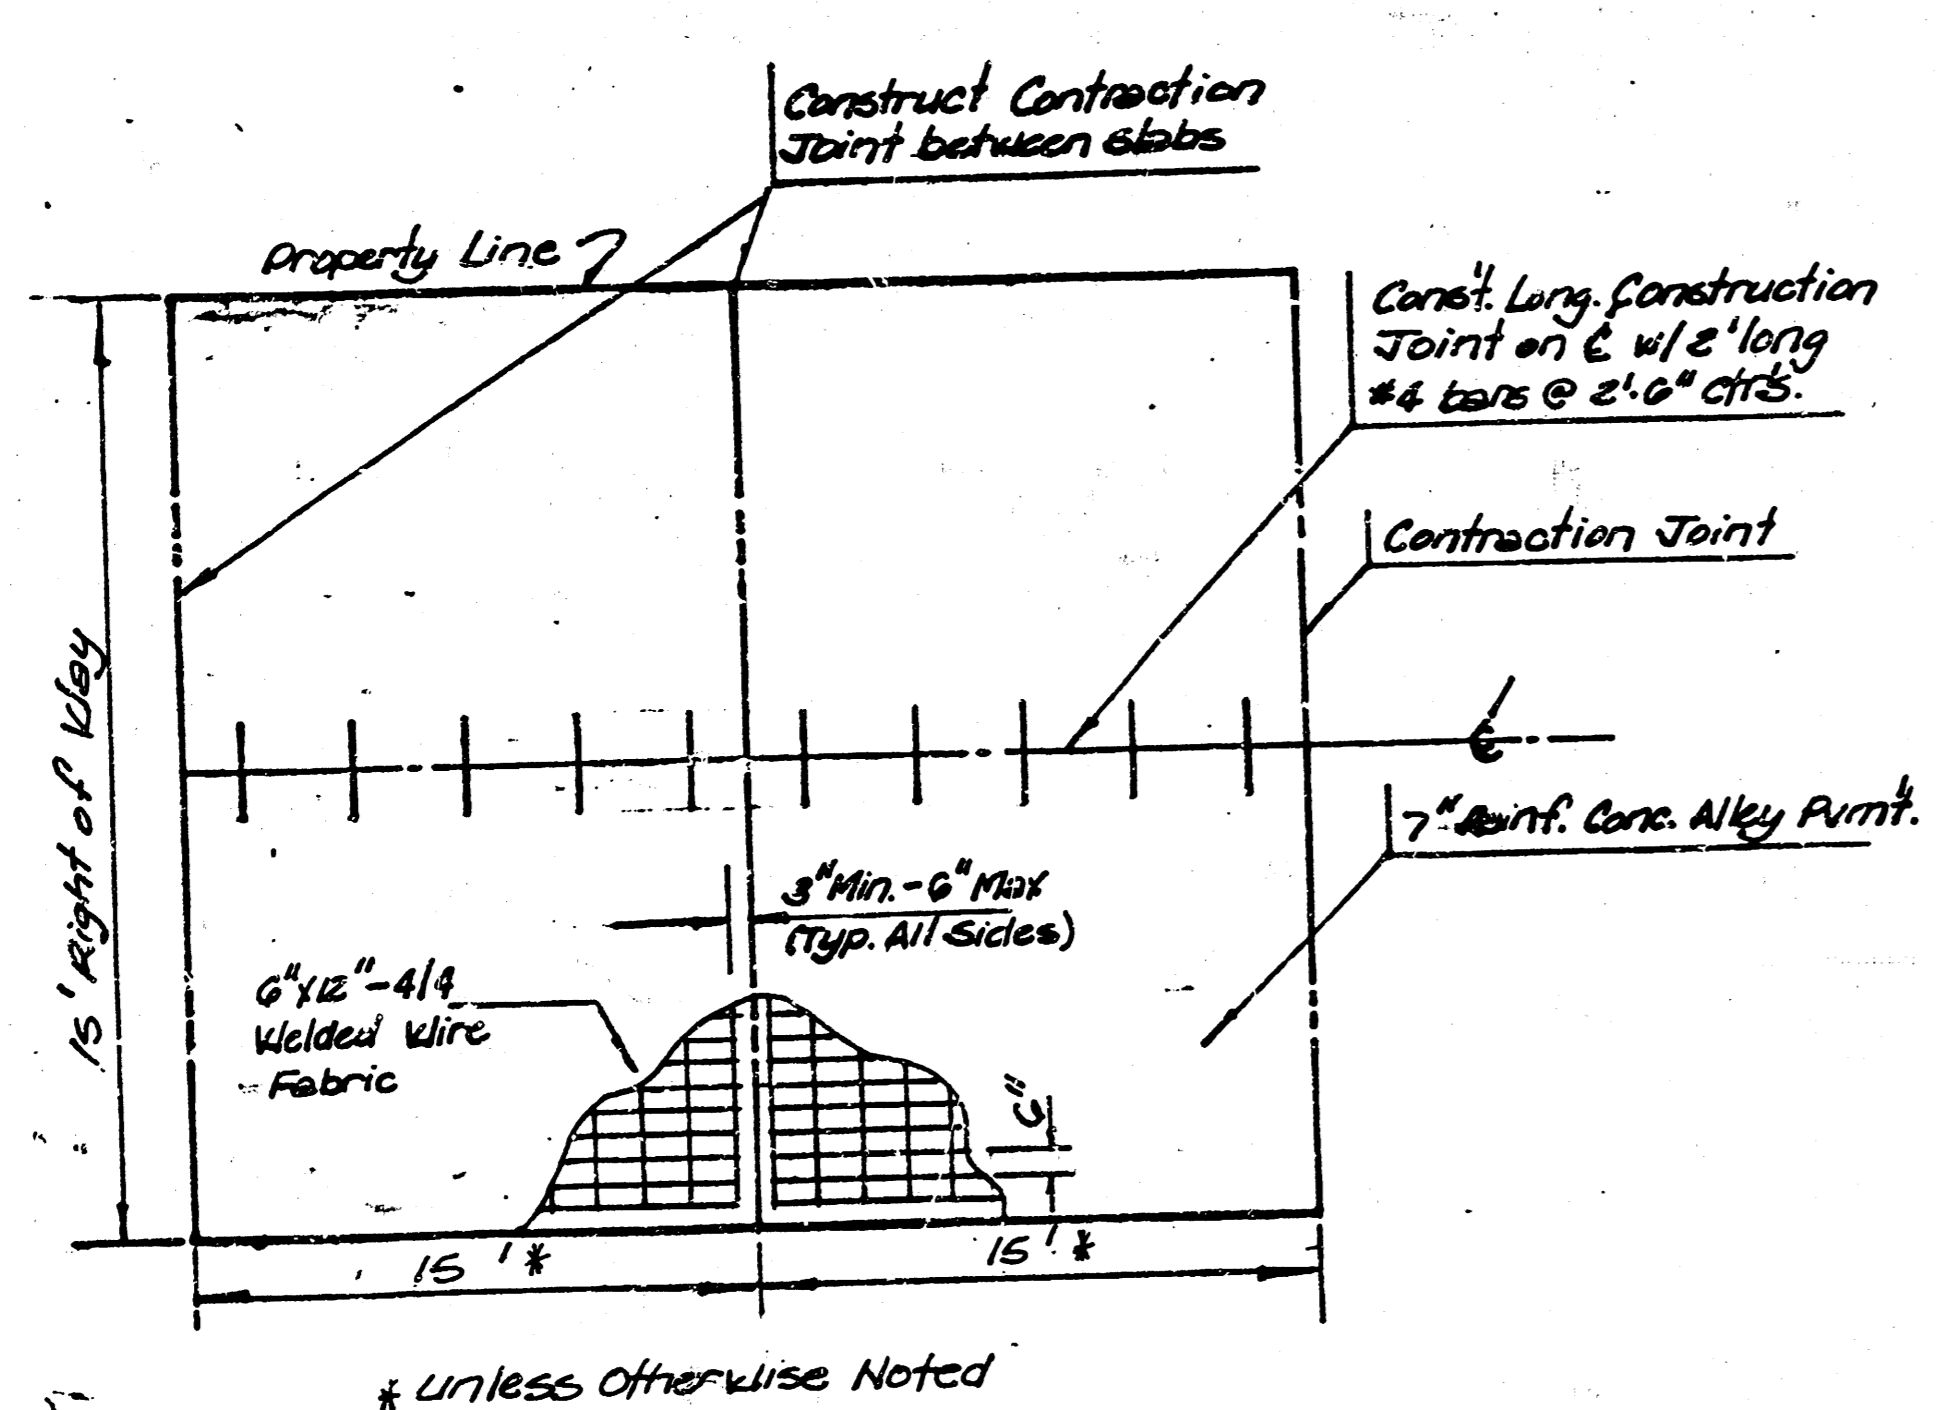 Construct Contraction
Joint between slabs
Property Line
Const. Long. Construction
Joint on ℄ w/ 2' long
#4 bars @ 2'-6" ctrs.
Contraction Joint
15' Right of Way
℄
7" Reinf. Conc. Alley Pvmt.
3" Min. - 6" Max
(Typ. All Sides)
6"x12" - 4/4
Welded Wire
Fabric
6"
15'*
15'*
* Unless Otherwise Noted